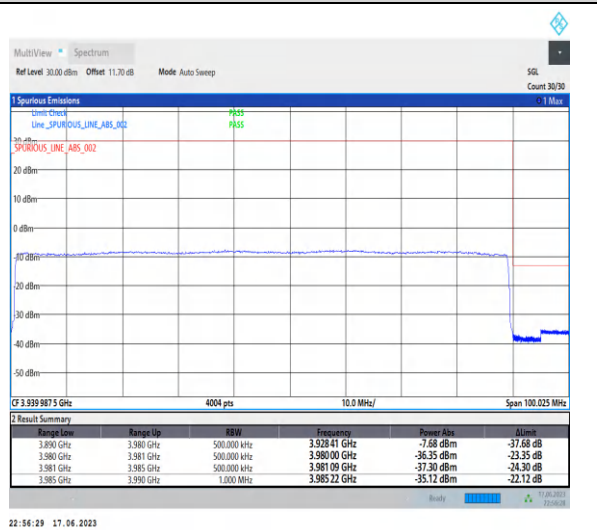 MultiView Spectrum
Ref Level 30.00 dBm Offset 11.70 dB Mode Auto Sweep SGL
Count 30/30
1 Spurious Emissions 1 Max
Limit Check PASS
Line _SPURIOUS_LINE_ABS_002 PASS
30 dBm
SPURIOUS_LINE_ABS_002
20 dBm
10 dBm
0 dBm
-10 dBm
-20 dBm
-30 dBm
-40 dBm
-50 dBm
CF 3.939 987 5 GHz 4004 pts 10.0 MHz/ Span 100.025 MHz
2 Result Summary
Range Low Range Up RBW Frequency Power Abs ΔLimit
3.890 GHz 3.980 GHz 500.000 kHz 3.928 41 GHz -7.68 dBm -37.68 dB
3.980 GHz 3.981 GHz 500.000 kHz 3.980 00 GHz -36.35 dBm -23.35 dB
3.981 GHz 3.985 GHz 500.000 kHz 3.981 09 GHz -37.30 dBm -24.30 dB
3.985 GHz 3.990 GHz 1.000 MHz 3.985 22 GHz -35.12 dBm -22.12 dB
Ready 17.06.2023
22:56:28
22:56:29 17.06.2023